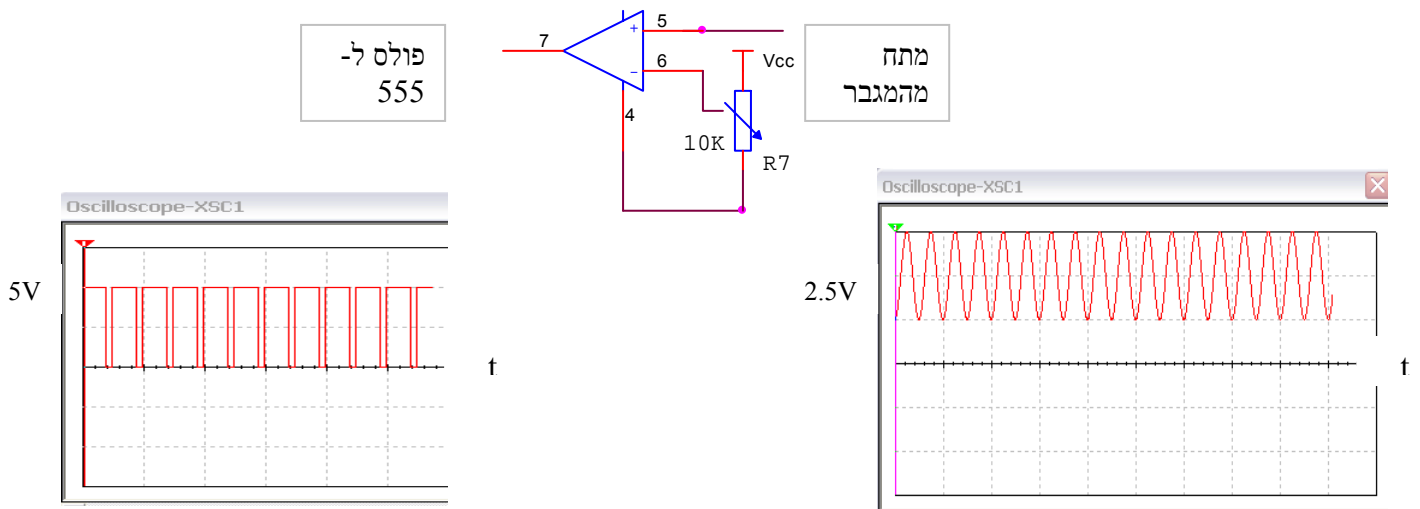 פולס ל-
555
7
5
6
4
+
-
Vcc
10K
R7
מתח
מהמגבר
Oscilloscope-XSC1
5V
t
Oscilloscope-XSC1
2.5V
t